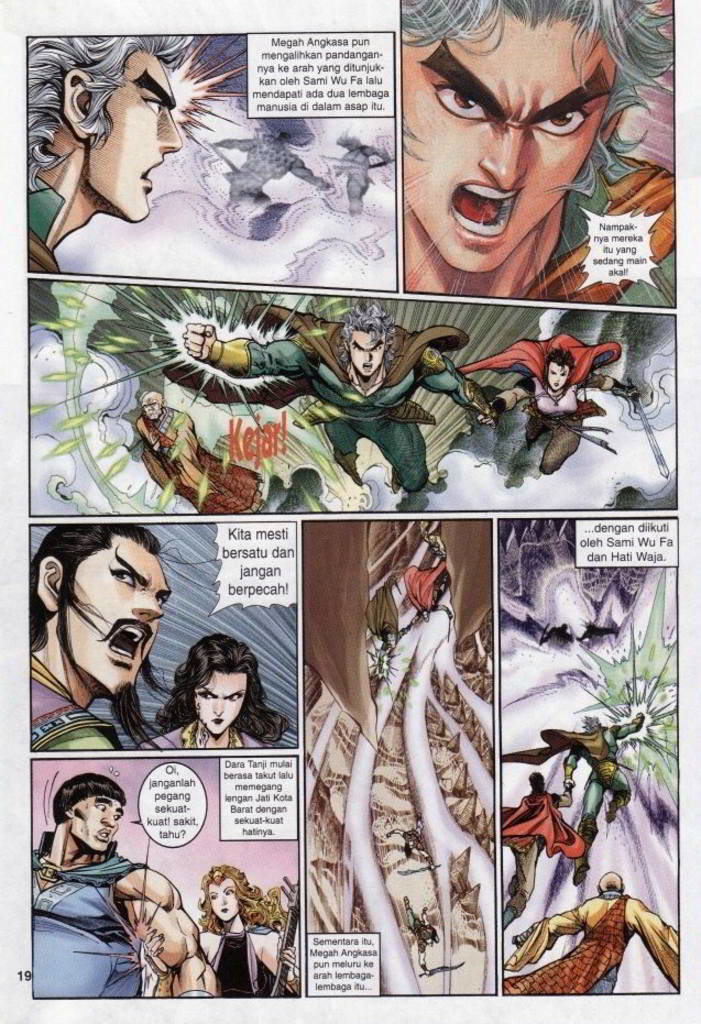 Megah Angkasa pun
mengalihkan pandangan-
nya ke arah yang ditunjuk-
kan oleh Sami Wu Fa lalu
mendapati ada dua lembaga
manusia di dalam asap itu.
Nampak-
nya mereka
itu yang
sedang main
akal!
Kejar!
Kita mesti
bersatu dan
jangan
berpecah!
...dengan diikuti
oleh Sami Wu Fa
dan Hati Waja.
Oi,
janganlah
pegang
sekuat-
kuat! sakit,
tahu?
Dara Tanji mulai
berasa takut lalu
memegang
lengan Jati Kota
Barat dengan
sekuat-kuat
hatinya.
Sementara itu,
Megah Angkasa
pun meluru ke
arah lembaga-
lembaga itu...
19